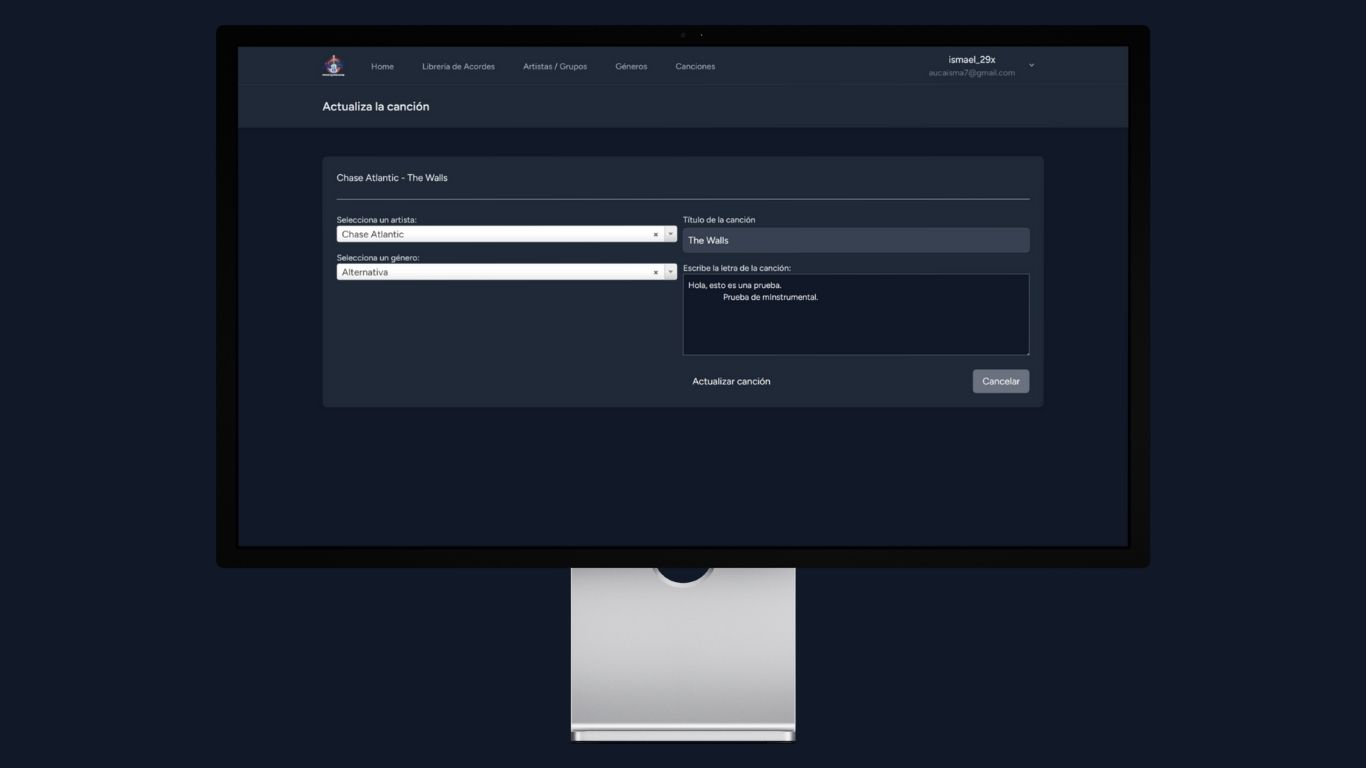 Home
Librería de Acordes
Artistas / Grupos
Géneros
Canciones
ismael_29x
aucaisma7@gmail.com
Actualiza la canción
Chase Atlantic - The Walls
Selecciona un artista:
Chase Atlantic
×
Selecciona un género:
Alternativa
×
Título de la canción
The Walls
Escribe la letra de la canción:
Hola, esto es una prueba.
Prueba de mInstrumental.
Actualizar canción
Cancelar